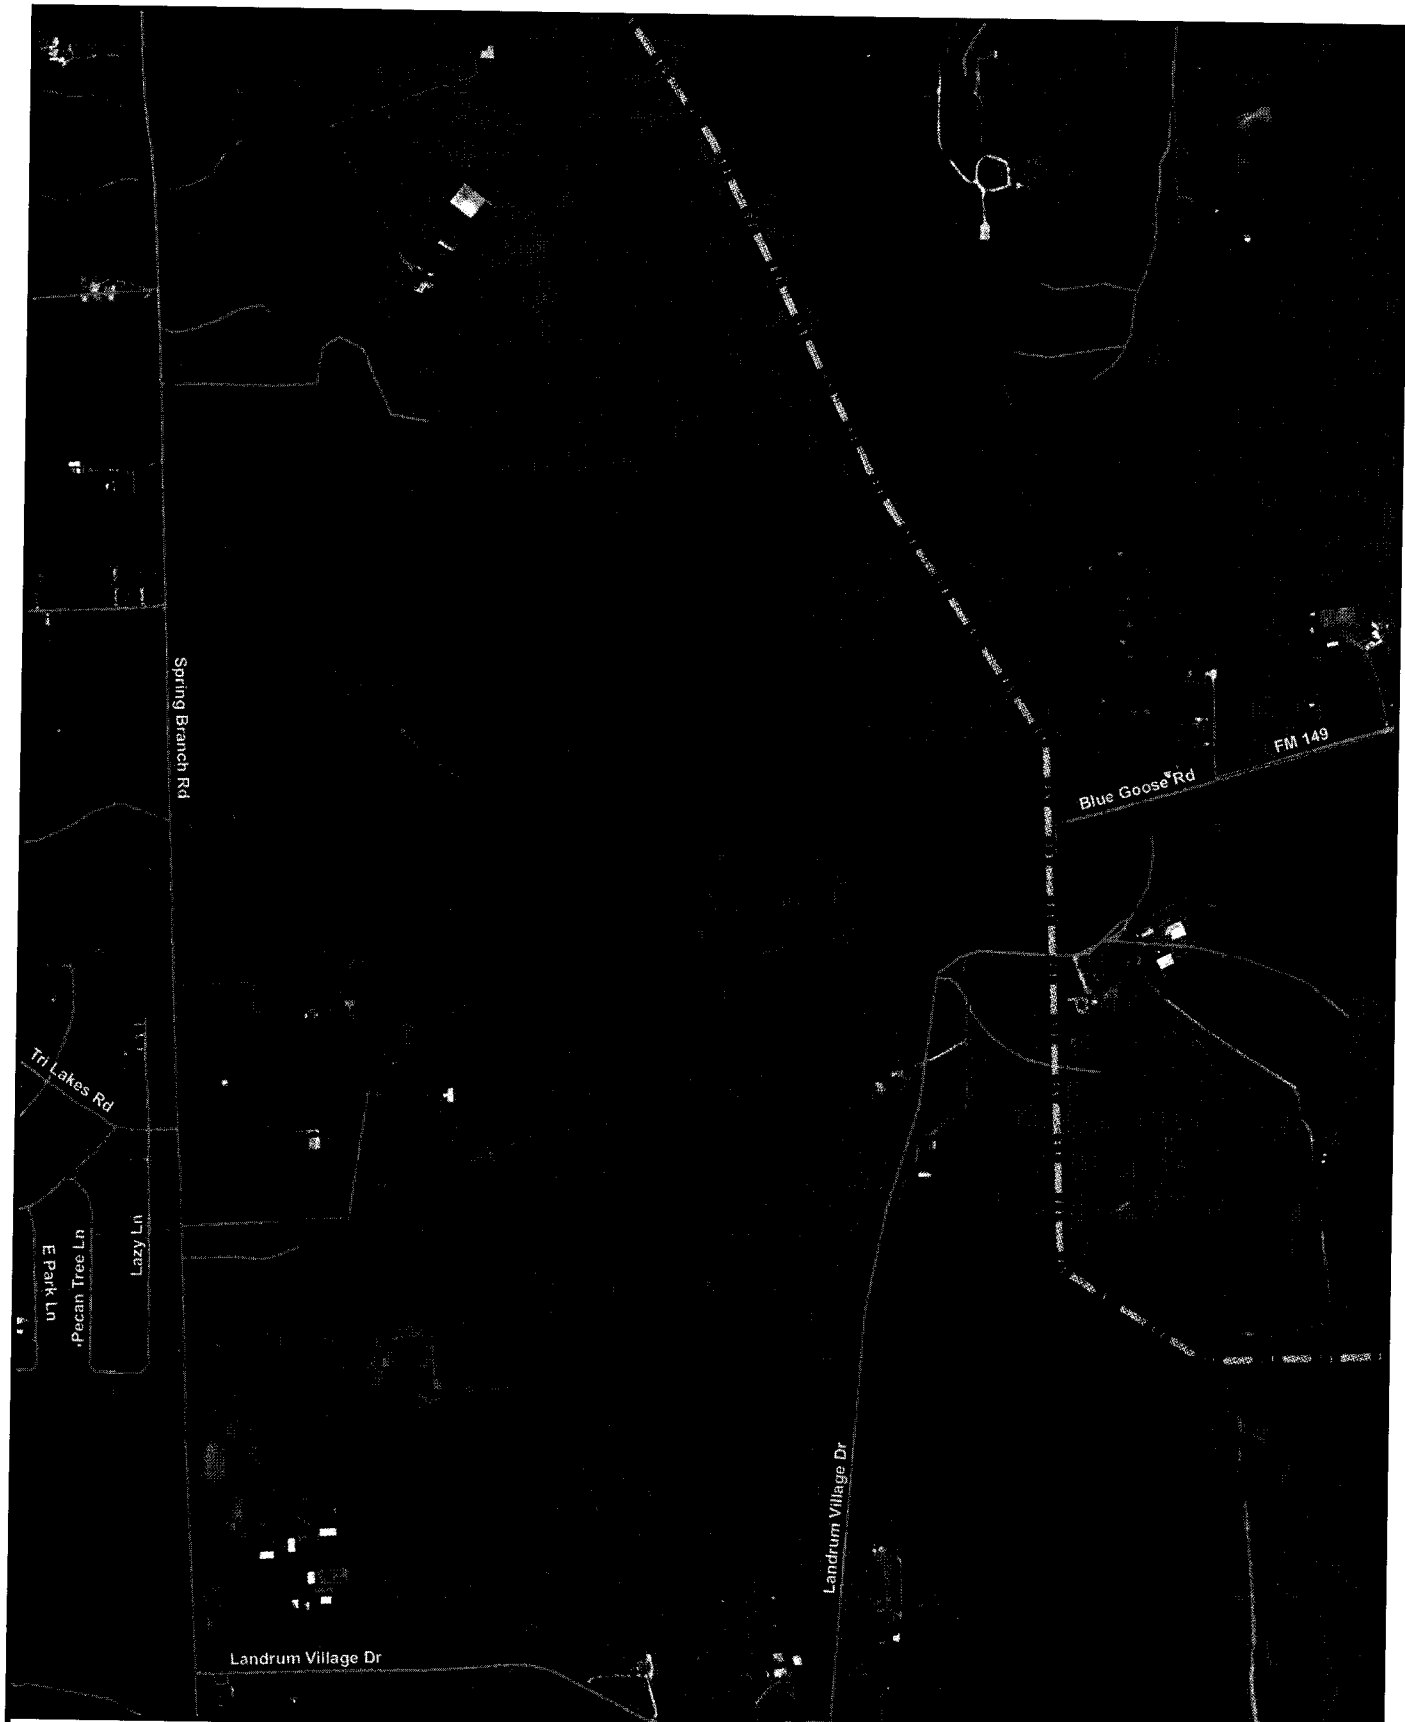 Spring Branch Rd
FM 149
Blue Goose Rd
Tri Lakes Rd
Lazy Ln
Pecan Tree Ln
E Park Ln
Landrum Village Dr
Landrum Village Dr